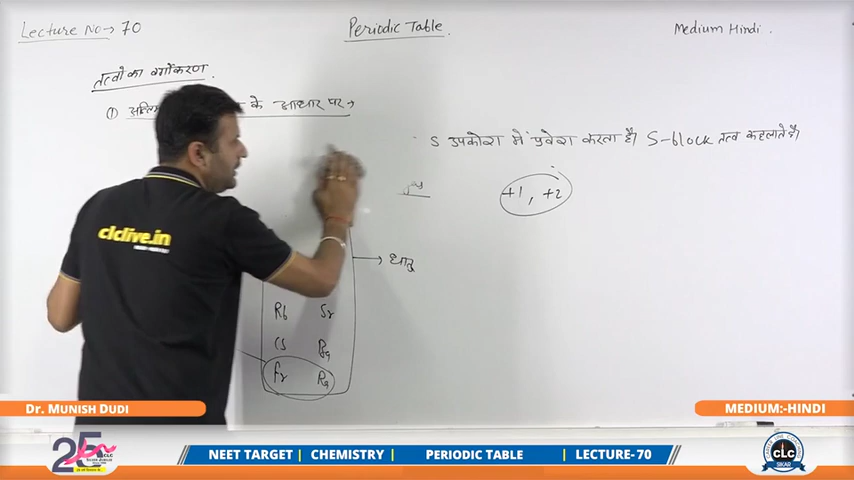 Lecture No → 70
Periodic Table.
Medium Hindi.
तत्वो का वर्गीकरण.
① के आधार पर →
S उपकोश में प्रवेश करता है। S-block तत्व कहलाते है।
+1, +2
→ धातु
Rb Sr
Cs Ba
Fr Ra
clclive.in
Dr. MUNISH DUDI
MEDIUM:-HINDI
25
CLC
NEET TARGET | CHEMISTRY | PERIODIC TABLE | LECTURE- 70
CLC
SIKAR